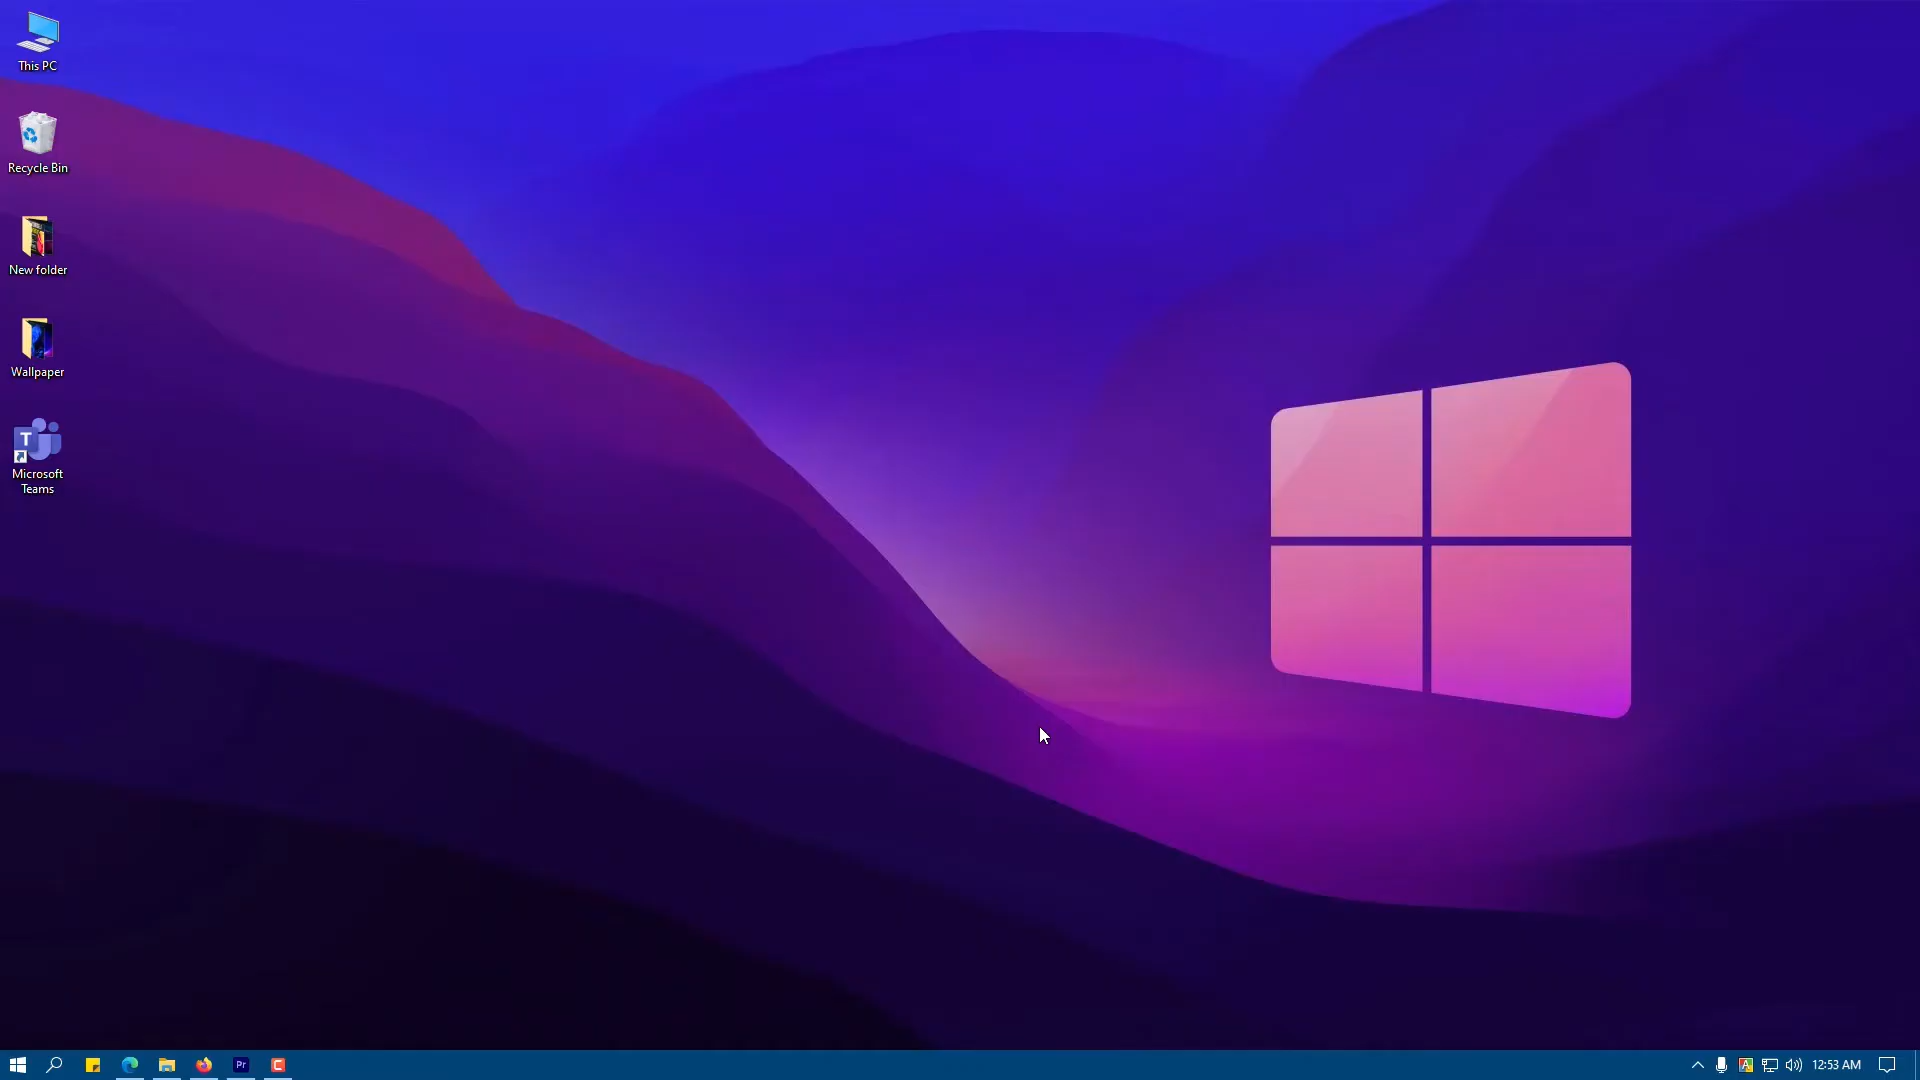 This PC
Recycle Bin
New folder
Wallpaper
T
Microsoft
Teams
Pr
C
A
12:53 AM